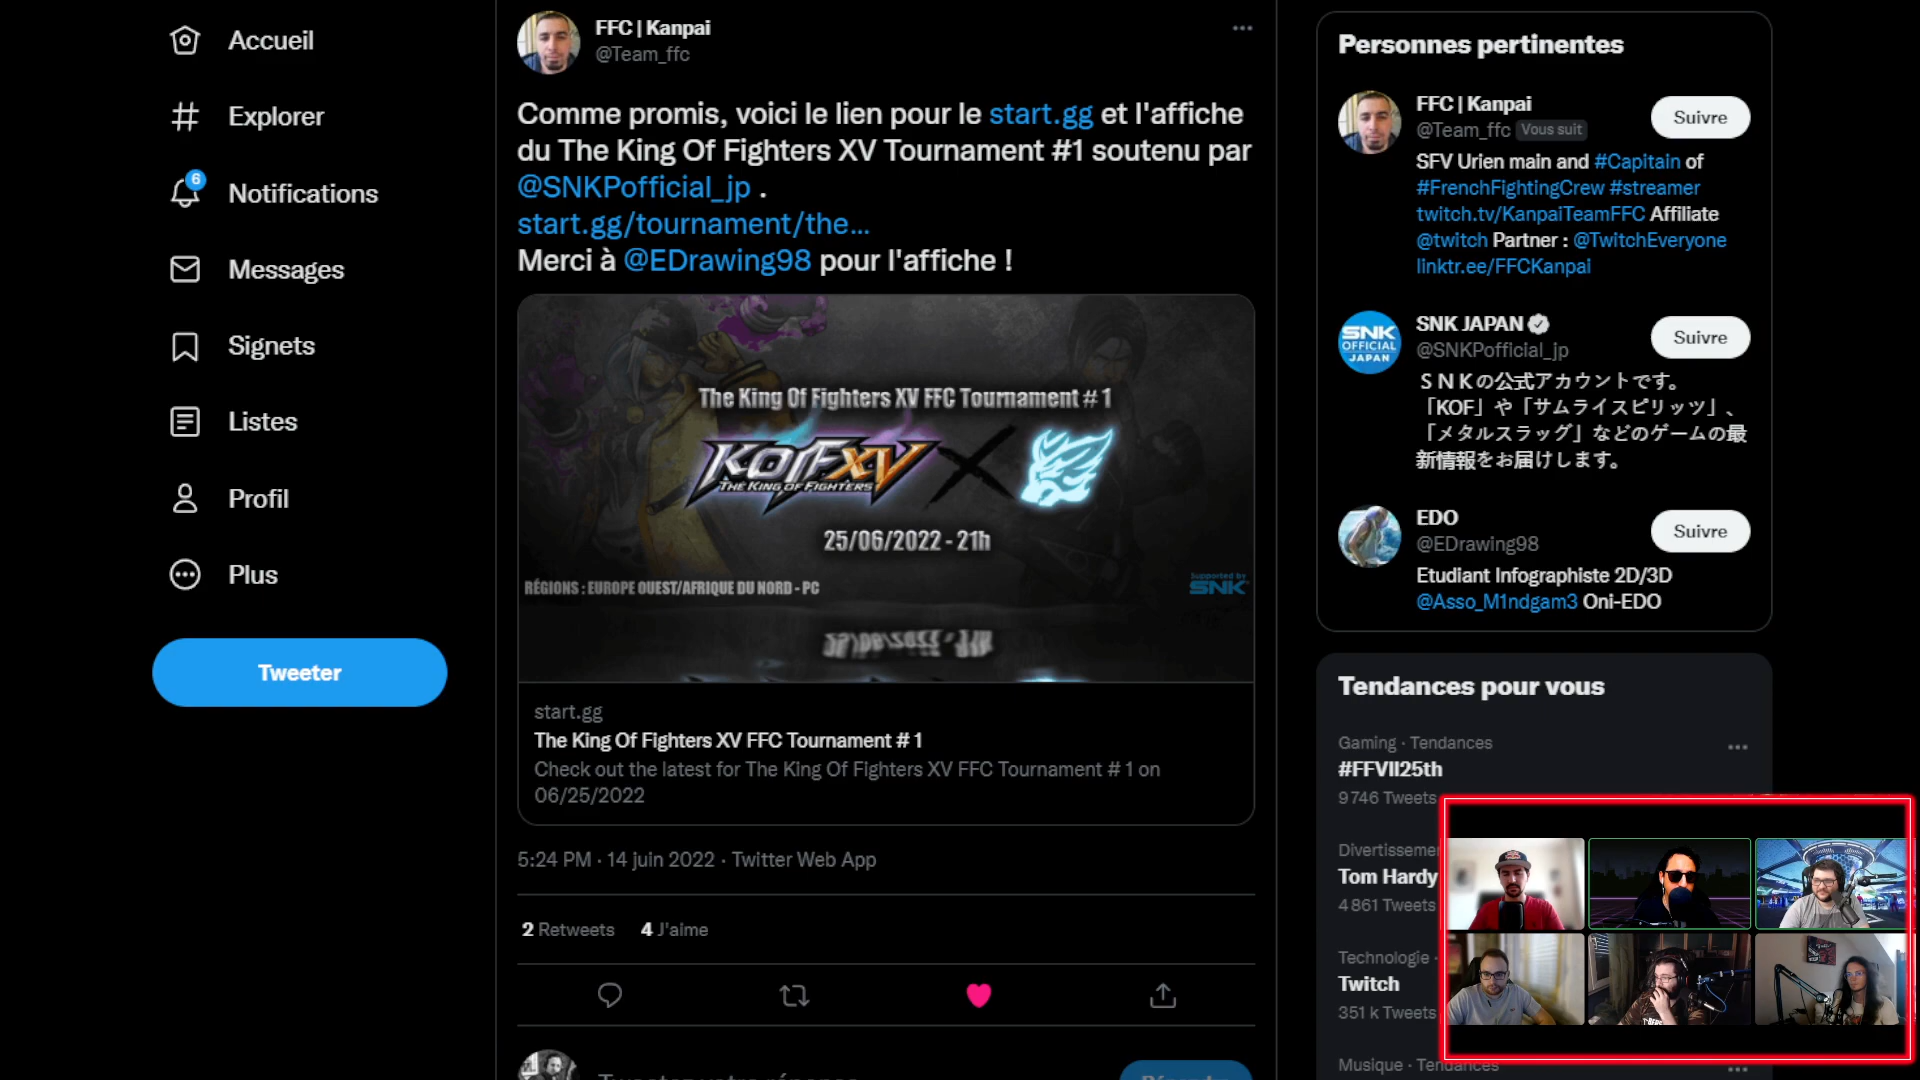 Accueil
Explorer
6
Notifications
Messages
Signets
Listes
Profil
Plus
Tweeter
FFC | Kanpai
@Team_ffc
Comme promis, voici le lien pour le start.gg et l'affiche
du The King Of Fighters XV Tournament #1 soutenu par
@SNKPofficial_jp .
start.gg/tournament/the...
Merci à @EDrawing98 pour l'affiche !
The King Of Fighters XV FFC Tournament # 1
KOF XV
THE KING OF FIGHTERS
25/06/2022 - 21h
RÉGIONS : EUROPE OUEST/AFRIQUE DU NORD - PC
Supported by
SNK
start.gg
The King Of Fighters XV FFC Tournament # 1
Check out the latest for The King Of Fighters XV FFC Tournament # 1 on
06/25/2022
5:24 PM · 14 juin 2022 · Twitter Web App
2 Retweets 4 J'aime
Personnes pertinentes
FFC | Kanpai
@Team_ffc Vous suit
Suivre
SFV Urien main and #Capitain of
#FrenchFightingCrew #streamer
twitch.tv/KanpaiTeamFFC Affiliate
@twitch Partner : @TwitchEveryone
linktr.ee/FFCKanpai
SNK
OFFICIAL
JAPAN
SNK JAPAN
@SNKPofficial_jp
Suivre
ＳＮＫの公式アカウントです。
「KOF」や「サムライスピリッツ」、
「メタルスラッグ」などのゲームの最
新情報をお届けします。
EDO
@EDrawing98
Suivre
Etudiant Infographiste 2D/3D
@Asso_M1ndgam3 Oni-EDO
Tendances pour vous
Gaming · Tendances
#FFVII25th
9 746 Tweets
Divertisseme
Tom Hardy
4 861 Tweets
Technologie ·
Twitch
351 k Tweets
Musique · Tendances